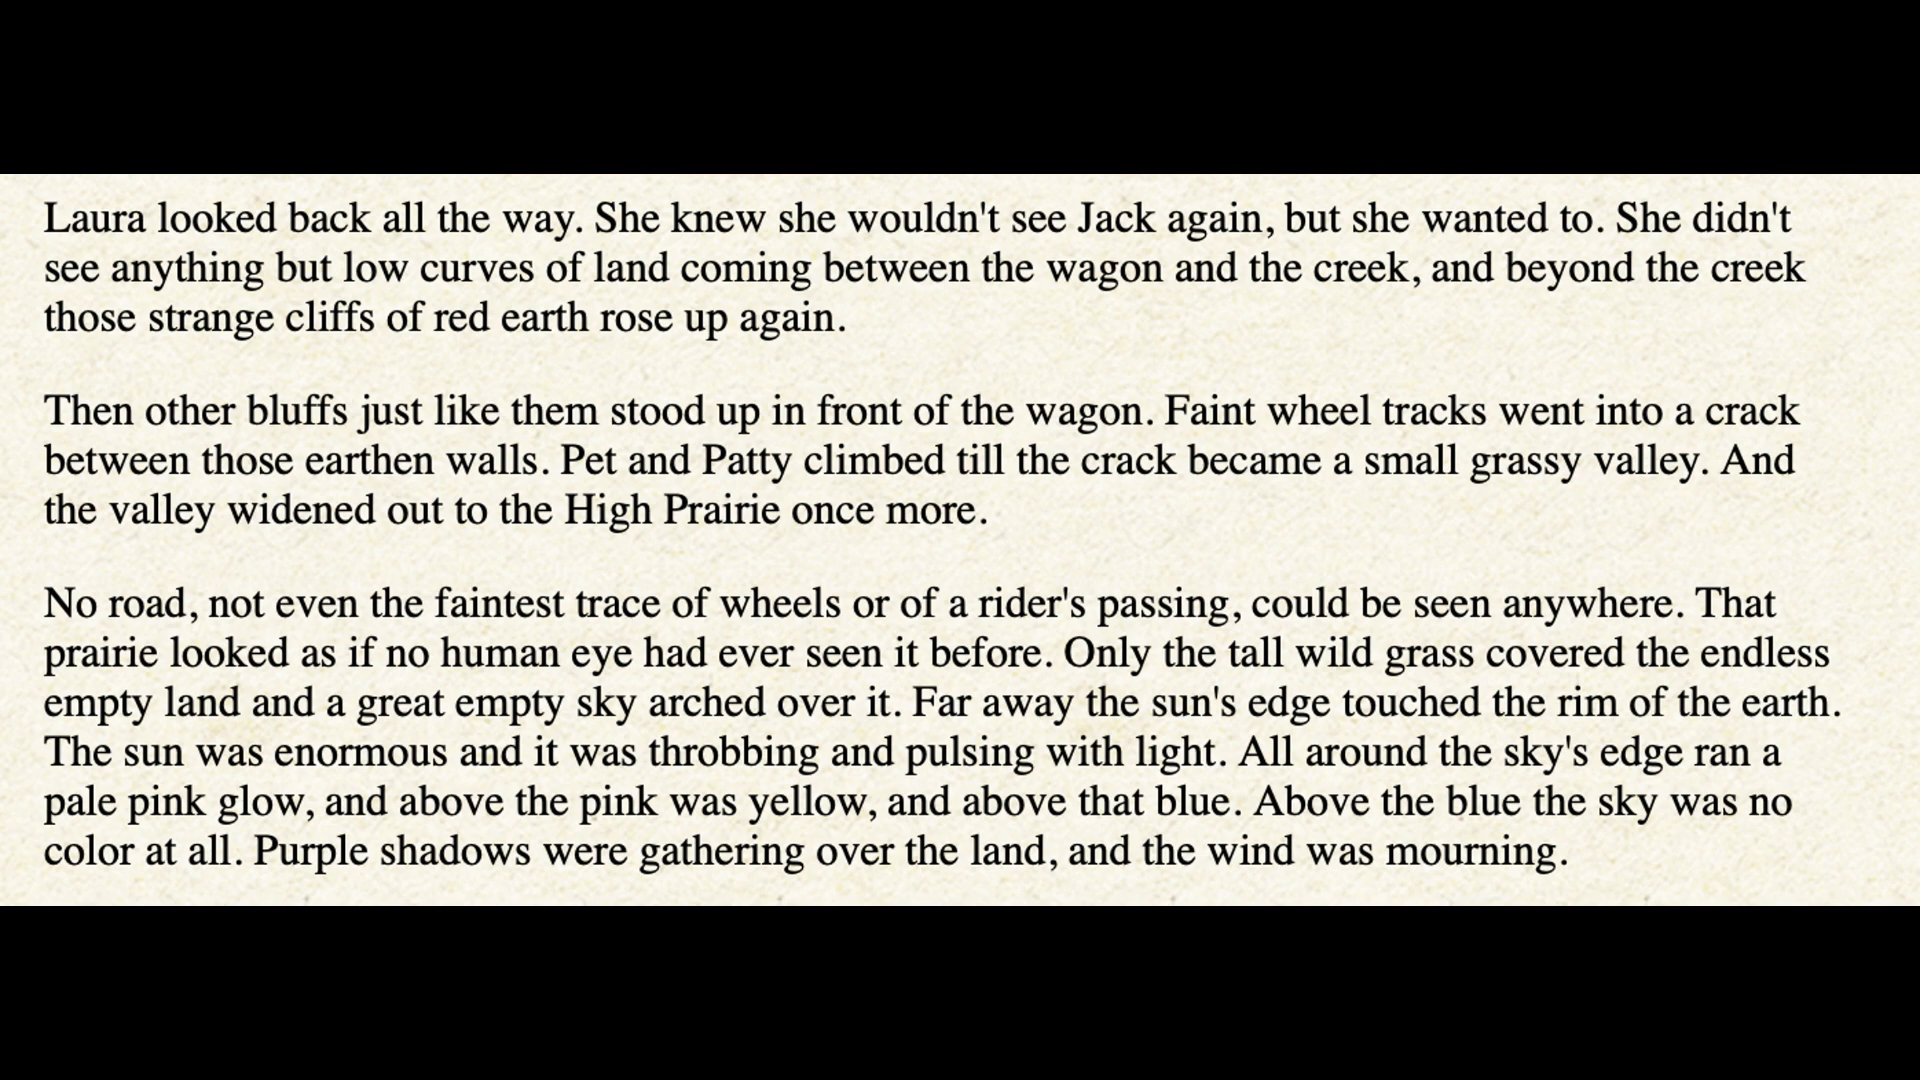 Laura looked back all the way. She knew she wouldn't see Jack again, but she wanted to. She didn't
see anything but low curves of land coming between the wagon and the creek, and beyond the creek
those strange cliffs of red earth rose up again.
Then other bluffs just like them stood up in front of the wagon. Faint wheel tracks went into a crack
between those earthen walls. Pet and Patty climbed till the crack became a small grassy valley. And
the valley widened out to the High Prairie once more.
No road, not even the faintest trace of wheels or of a rider's passing, could be seen anywhere. That
prairie looked as if no human eye had ever seen it before. Only the tall wild grass covered the endless
empty land and a great empty sky arched over it. Far away the sun's edge touched the rim of the earth.
The sun was enormous and it was throbbing and pulsing with light. All around the sky's edge ran a
pale pink glow, and above the pink was yellow, and above that blue. Above the blue the sky was no
color at all. Purple shadows were gathering over the land, and the wind was mourning.